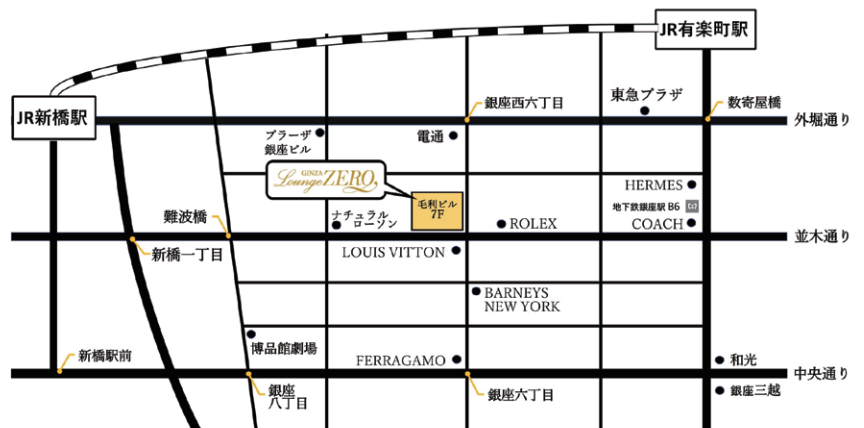 JR有楽町駅
東急プラザ
銀座西六丁目
数寄屋橋
JR新橋駅
外堀通り
プラーザ
銀座ビル
電通
GINZA
Lounge ZERO
HERMES
毛利ビル
7F
地下鉄銀座駅 B6
難波橋
ナチュラル
ローソン
ROLEX
COACH
並木通り
新橋一丁目
LOUIS VITTON
BARNEYS
NEW YORK
博品館劇場
新橋駅前
FERRAGAMO
和光
中央通り
銀座
八丁目
銀座六丁目
銀座三越